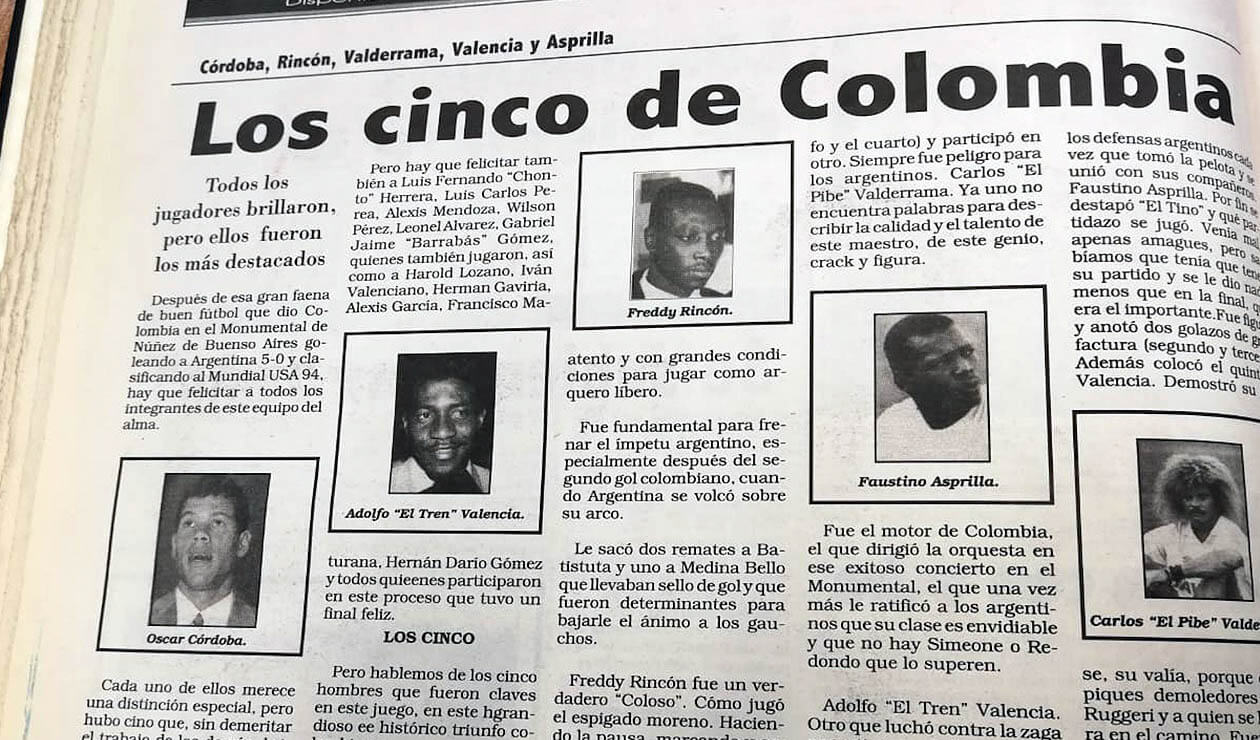 Córdoba, Rincón, Valderrama, Valencia y Asprilla
Los cinco de Colombia
Todos los
jugadores brillaron,
pero ellos fueron
los más destacados
Después de esa gran faena
de buen fútbol que dio Co-
lombia en el Monumental de
Núñez de Buenso Aires go-
leando a Argentina 5-0 y cla-
sificando al Mundial USA 94,
hay que felicitar a todos los
integrantes de este equipo del
alma.
Oscar Córdoba.
Cada uno de ellos merece
una distinción especial, pero
hubo cino que, sin demeritar
Pero hay que felicitar tam-
bién a Luis Fernando “Chon-
to” Herrera, Luis Carlos Pe-
rea, Alexis Mendoza, Wilson
Pérez, Leonel Alvarez, Gabriel
Jaime “Barrabás” Gómez,
quienes también jugaron, así
como a Harold Lozano, Iván
Valenciano, Herman Gaviria,
Alexis García, Francisco Ma-
Adolfo “El Tren” Valencia.
turana, Hernán Darío Gómez
y todos quieenes participaron
en este proceso que tuvo un
final feliz.
LOS CINCO
Pero hablemos de los cinco
hombres que fueron claves
en este juego, en este hgran-
dioso ee histórico triunfo co-
Freddy Rincón.
atento y con grandes condi-
ciones para jugar como ar-
quero líbero.
Fue fundamental para fre-
nar el ímpetu argentino, es-
pecialmente después del se-
gundo gol colombiano, cuan-
do Argentina se volcó sobre
su arco.
Le sacó dos remates a Ba-
tistuta y uno a Medina Bello
que llevaban sello de gol y que
fueron determinantes para
bajarle el ánimo a los gau-
chos.
Freddy Rincón fue un ver-
dadero “Coloso”. Cómo jugó
el espigado moreno. Hacien-
do la pausa,
fo y el cuarto) y participó en
otro. Siempre fue peligro para
los argentinos. Carlos “El
Pibe” Valderrama. Ya uno no
encuentra palabras para des-
cribir la calidad y el talento de
este maestro, de este genio,
crack y figura.
Faustino Asprilla.
Fue el motor de Colombia,
el que dirigió la orquesta en
ese exitoso concierto en el
Monumental, el que una vez
más le ratificó a los argenti-
nos que su clase es envidiable
y que no hay Simeone o Re-
dondo que lo superen.
Adolfo “El Tren” Valencia.
Otro que luchó contra la zaga
los defensas argentinos cada
vez que tomó la pelota y se
unió con sus compañeros
Faustino Asprilla. Por fin se
destapó “El Tino” y qué par-
tidazo se jugó. Venía
apenas amagues, pero
bíamos que tenía que
su partido y se le dio
menos que en la final,
era el importante. Fue
y anotó dos golazos de
factura (segundo y
Además colocó el
Valencia. Demostró su
Carlos “El Pibe”
se, su valía, porque
piques demoledores
Ruggeri y a quien se
ra en el camino.